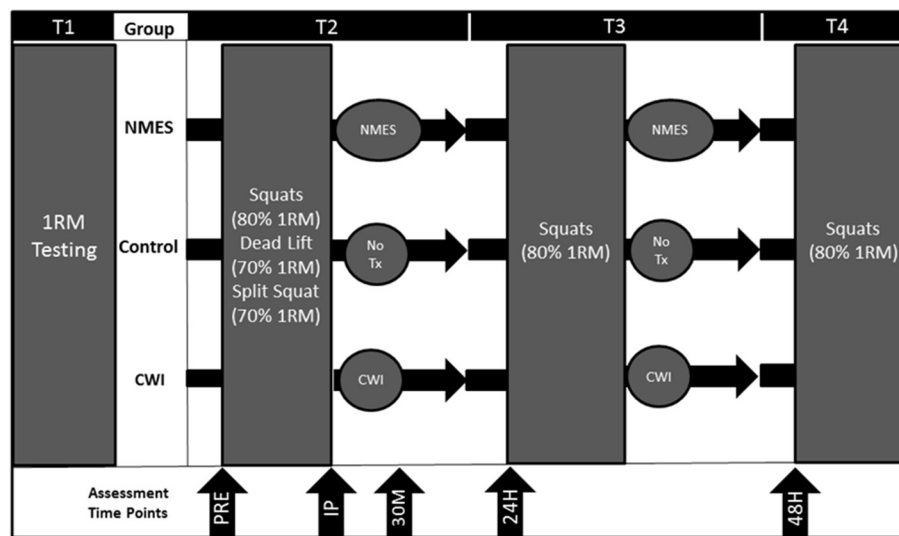 T1 Group T2 T3 T4
NMES NMES NMES
1RM
Testing
Control
Squats
(80% 1RM)
Dead Lift
(70% 1RM)
Split Squat
(70% 1RM)
No
Tx
Squats
(80% 1RM)
No
Tx
Squats
(80% 1RM)
CWI CWI CWI
Assessment
Time Points
PRE
IP
30M
24H
48H